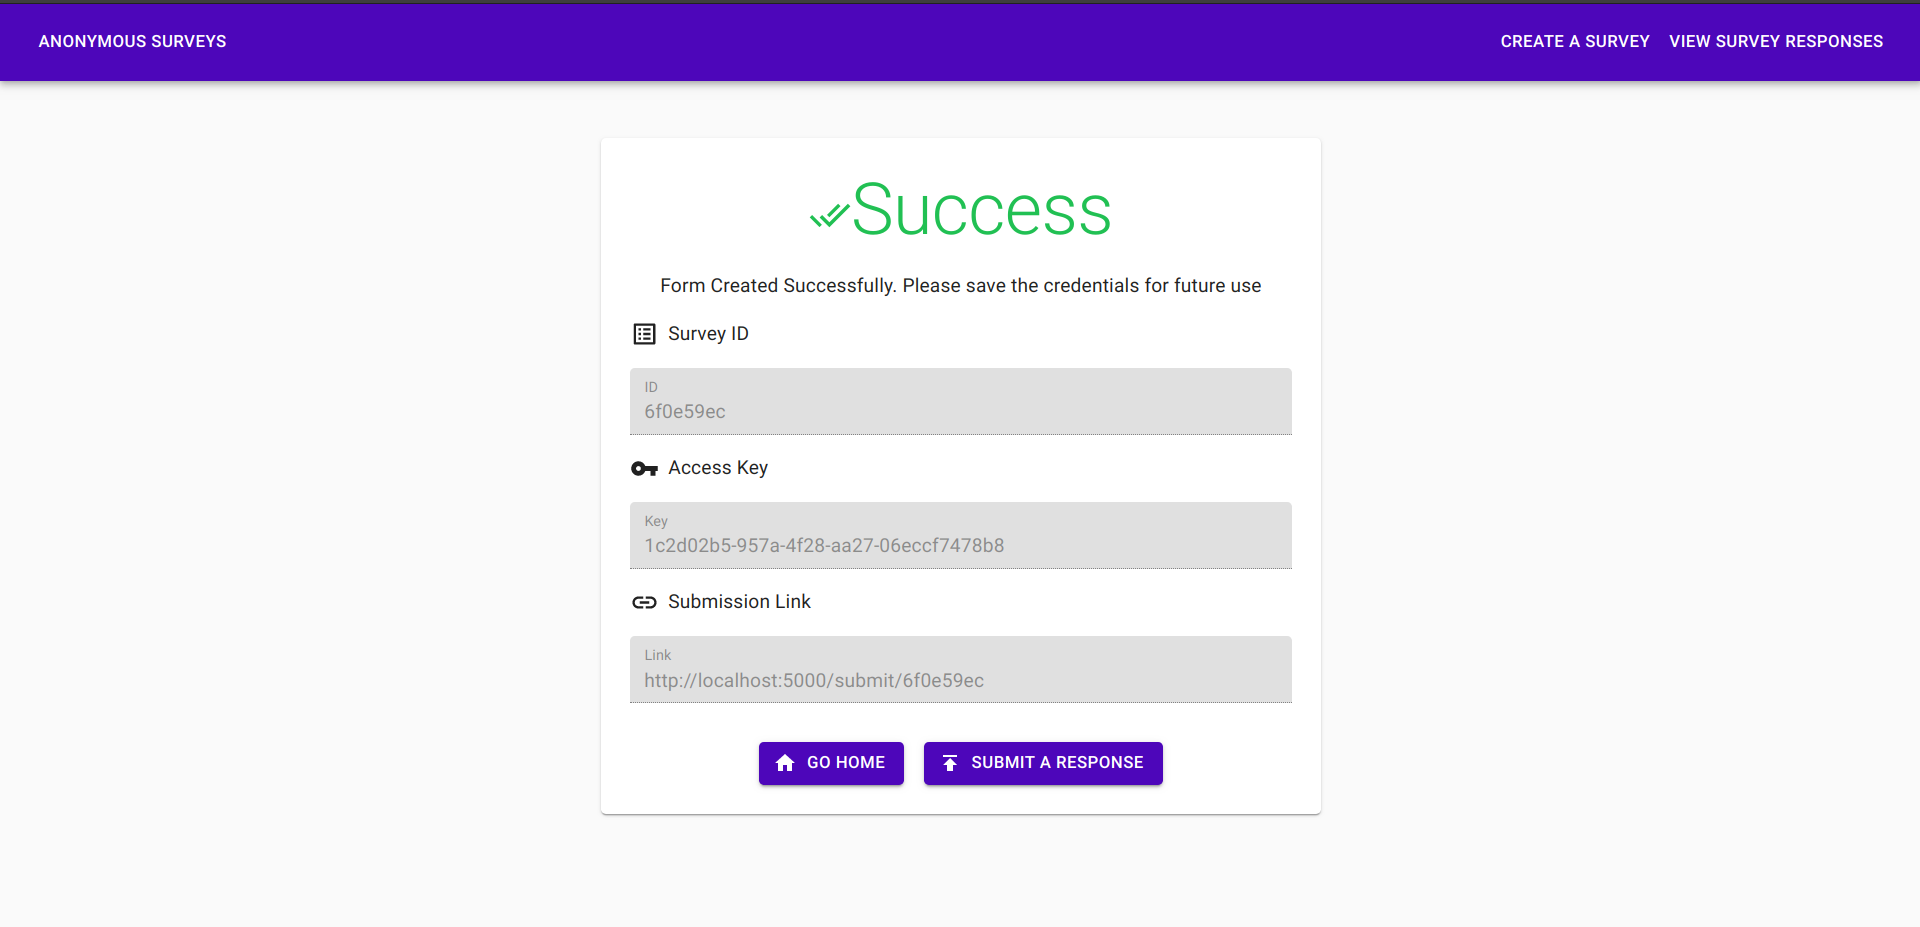 ANONYMOUS SURVEYS
CREATE A SURVEY
VIEW SURVEY RESPONSES
Success
Form Created Successfully. Please save the credentials for future use
Survey ID
ID
6f0e59ec
Access Key
Key
1c2d02b5-957a-4f28-aa27-06eccf7478b8
Submission Link
Link
http://localhost:5000/submit/6f0e59ec
GO HOME
SUBMIT A RESPONSE